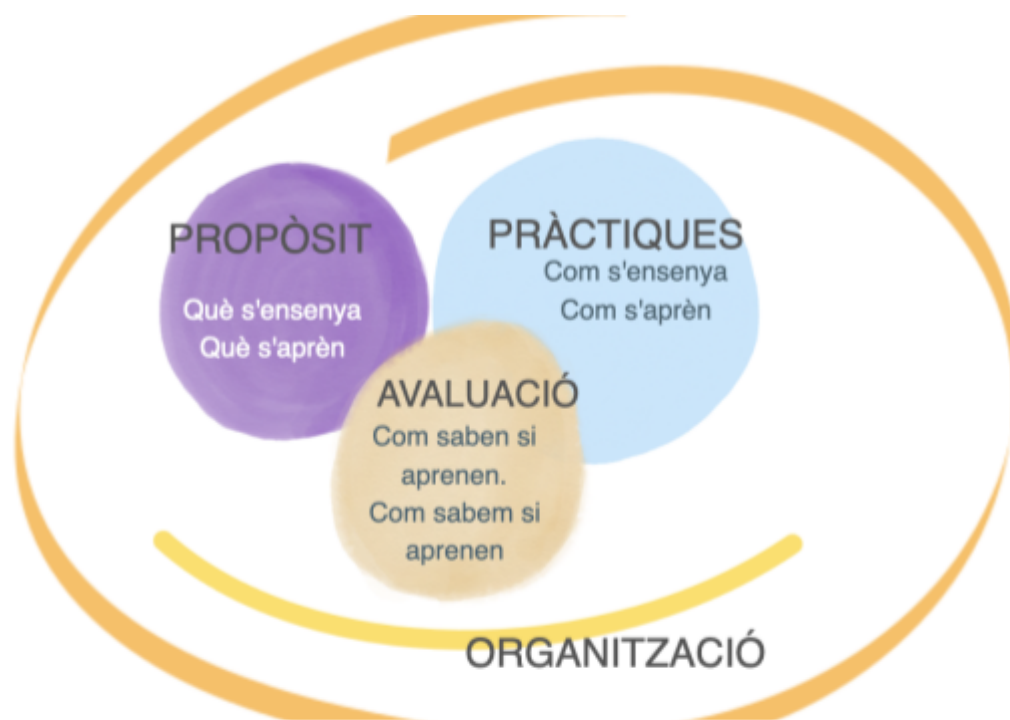 PROPÒSIT
Què s'ensenya
Què s'aprèn
PRÀCTIQUES
Com s'ensenya
Com s'aprèn
AVALUACIÓ
Com saben si
aprenen.
Com sabem si
aprenen
ORGANITZACIÓ